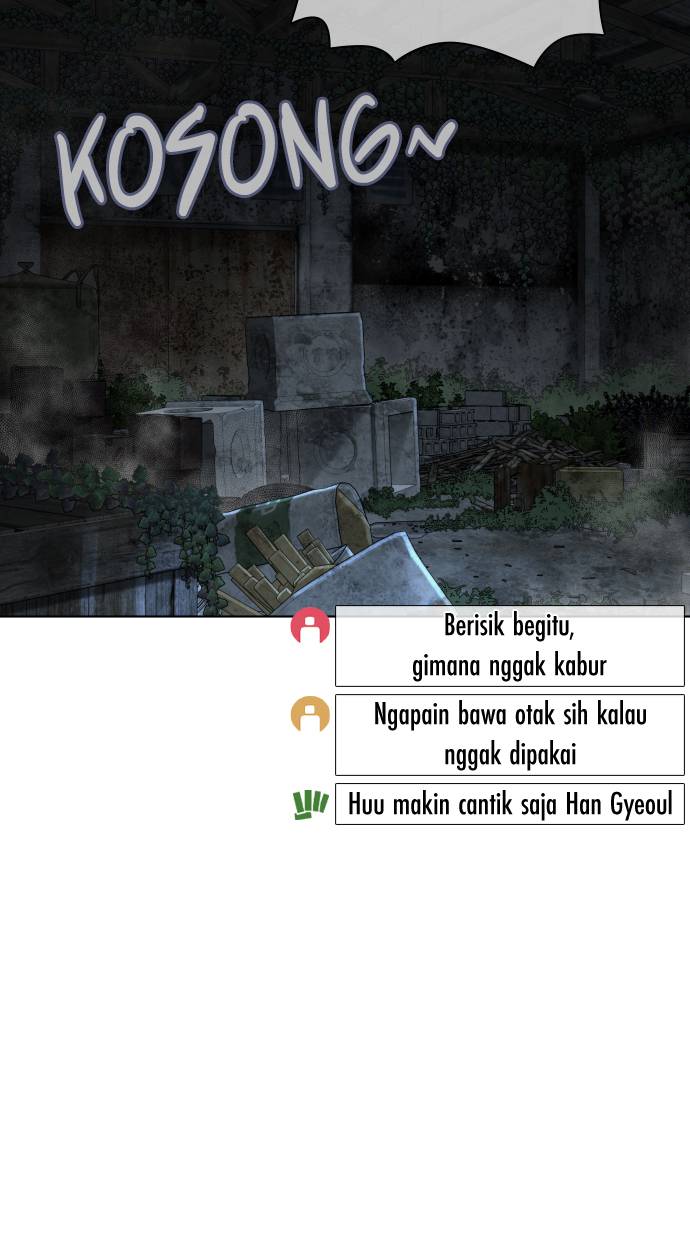 KOSONG~
Berisik begitu,
gimana nggak kabur
Ngapain bawa otak sih kalau
nggak dipakai
Huu makin cantik saja Han Gyeoul